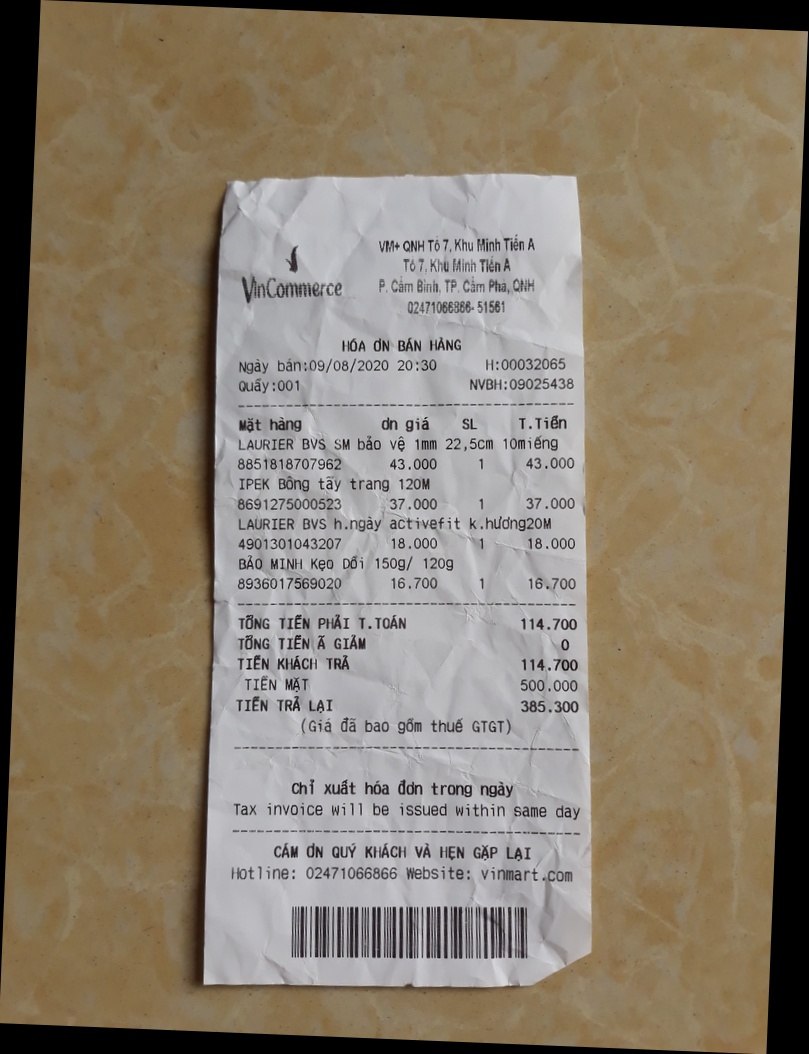 VinCommerce
VM+ QNH Tổ 7, Khu Minh Tiến A
Tổ 7, Khu Minh Tiến A
P. Cẩm Bình, TP. Cẩm Phả, QNH
02471066866- 51561
HÓA ƠN BÁN HÀNG
Ngày bán:09/08/2020 20:30 H:00032065
Quầy:001 NVBH:09025438
Mặt hàng ơn giá SL T.Tiền
LAURIER BVS SM bảo vệ 1mm 22,5cm 10miếng
8851818707962 43.000 1 43.000
IPEK Bông tẩy trang 120M
8691275000523 37.000 1 37.000
LAURIER BVS h.ngày activefit k.hương20M
4901301043207 18.000 1 18.000
BẢO MINH Kẹo Dồi 150g/ 120g
8936017569020 16.700 1 16.700
TỔNG TIỀN PHẢI T.TOÁN 114.700
TỔNG TIỀN Ã GIẢM 0
TIỀN KHÁCH TRẢ 114.700
TIỀN MẶT 500.000
TIỀN TRẢ LẠI 385.300
(Giá đã bao gồm thuế GTGT)
Chỉ xuất hóa đơn trong ngày
Tax invoice will be issued within same day
CẢM ƠN QUÝ KHÁCH VÀ HẸN GẶP LẠI
Hotline: 02471066866 Website: vinmart.com